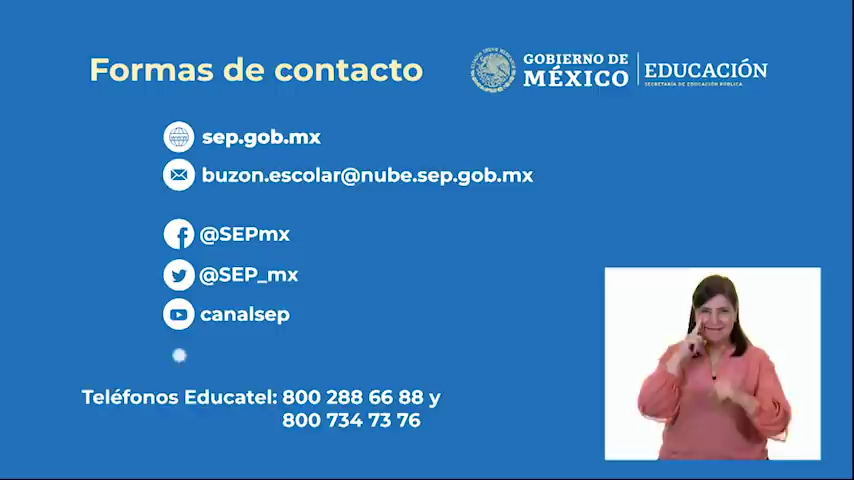 Formas de contacto
GOBIERNO DE
MÉXICO
EDUCACIÓN
SECRETARÍA DE EDUCACIÓN PÚBLICA
sep.gob.mx
buzon.escolar@nube.sep.gob.mx
@SEPmx
@SEP_mx
canalsep
Teléfonos Educatel: 800 288 66 88 y
800 734 73 76